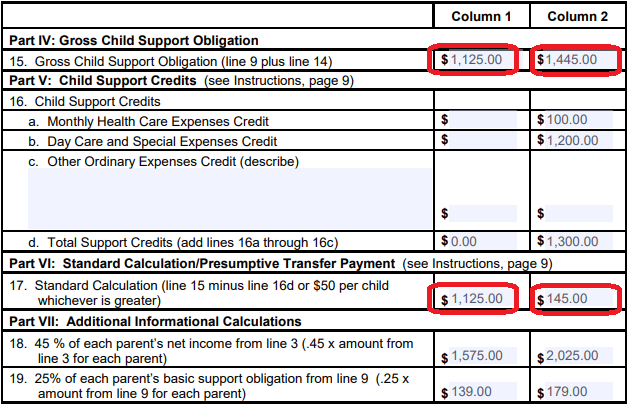 Column 1 Column 2
Part IV: Gross Child Support Obligation
15. Gross Child Support Obligation (line 9 plus line 14) $ 1,125.00 $ 1,445.00
Part V: Child Support Credits (see Instructions, page 9)
16. Child Support Credits
a. Monthly Health Care Expenses Credit $ $ 100.00
b. Day Care and Special Expenses Credit $ $ 1,200.00
c. Other Ordinary Expenses Credit (describe)
$ $
d. Total Support Credits (add lines 16a through 16c) $ 0.00 $ 1,300.00
Part VI: Standard Calculation/Presumptive Transfer Payment (see Instructions, page 9)
17. Standard Calculation (line 15 minus line 16d or $50 per child
whichever is greater) $ 1,125.00 $ 145.00
Part VII: Additional Informational Calculations
18. 45 % of each parent's net income from line 3 (.45 x amount from
line 3 for each parent) $ 1,575.00 $ 2,025.00
19. 25% of each parent's basic support obligation from line 9 (.25 x
amount from line 9 for each parent) $ 139.00 $ 179.00